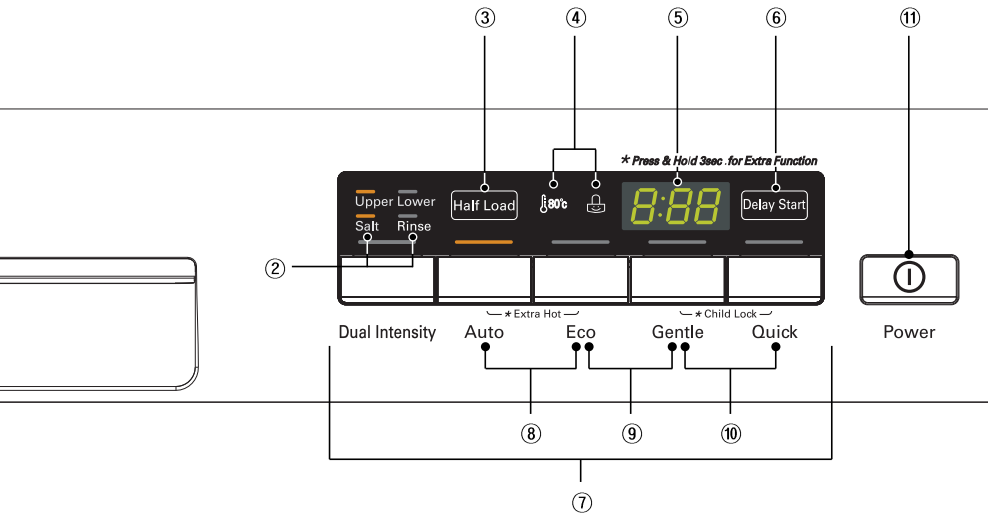 ③ ④ ⑤ ⑥ ⑪
* Press & Hold 3sec .for Extra Function
Upper Lower
Half Load
80℃
8:88
Delay Start
Salt Rinse
②
* Extra Hot
* Child Lock
Dual Intensity Auto Eco Gentle Quick Power
⑧ ⑨ ⑩
⑦